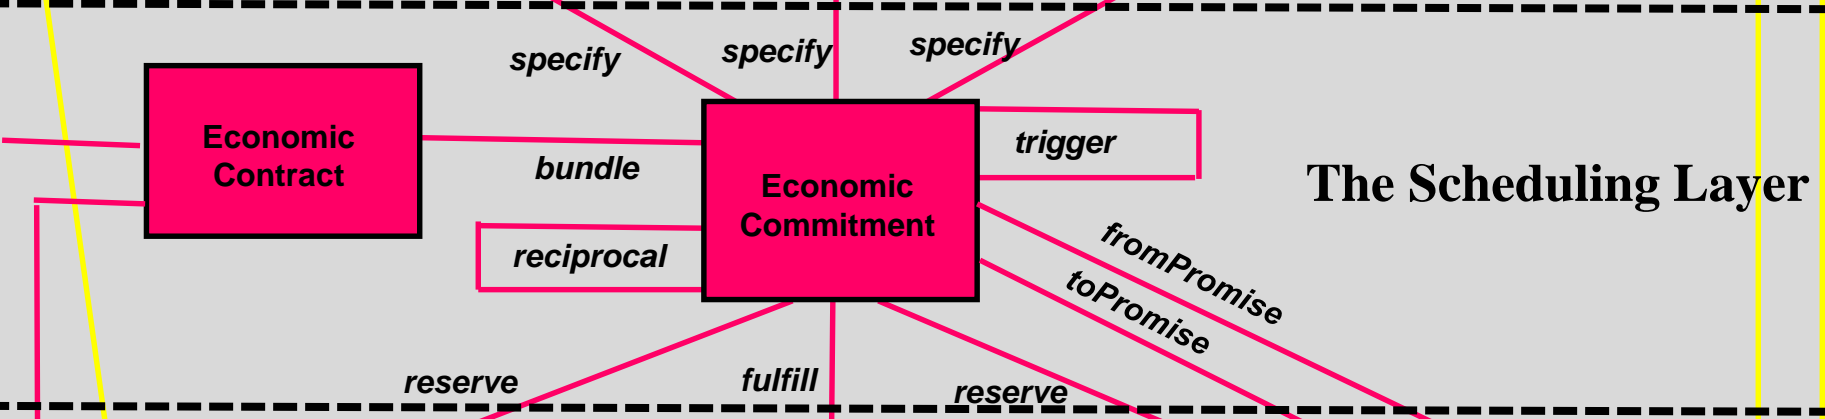 specify
specify
specify
Economic
Contract
bundle
Economic
Commitment
trigger
The Scheduling Layer
reciprocal
fromPromise
toPromise
reserve
fulfill
reserve